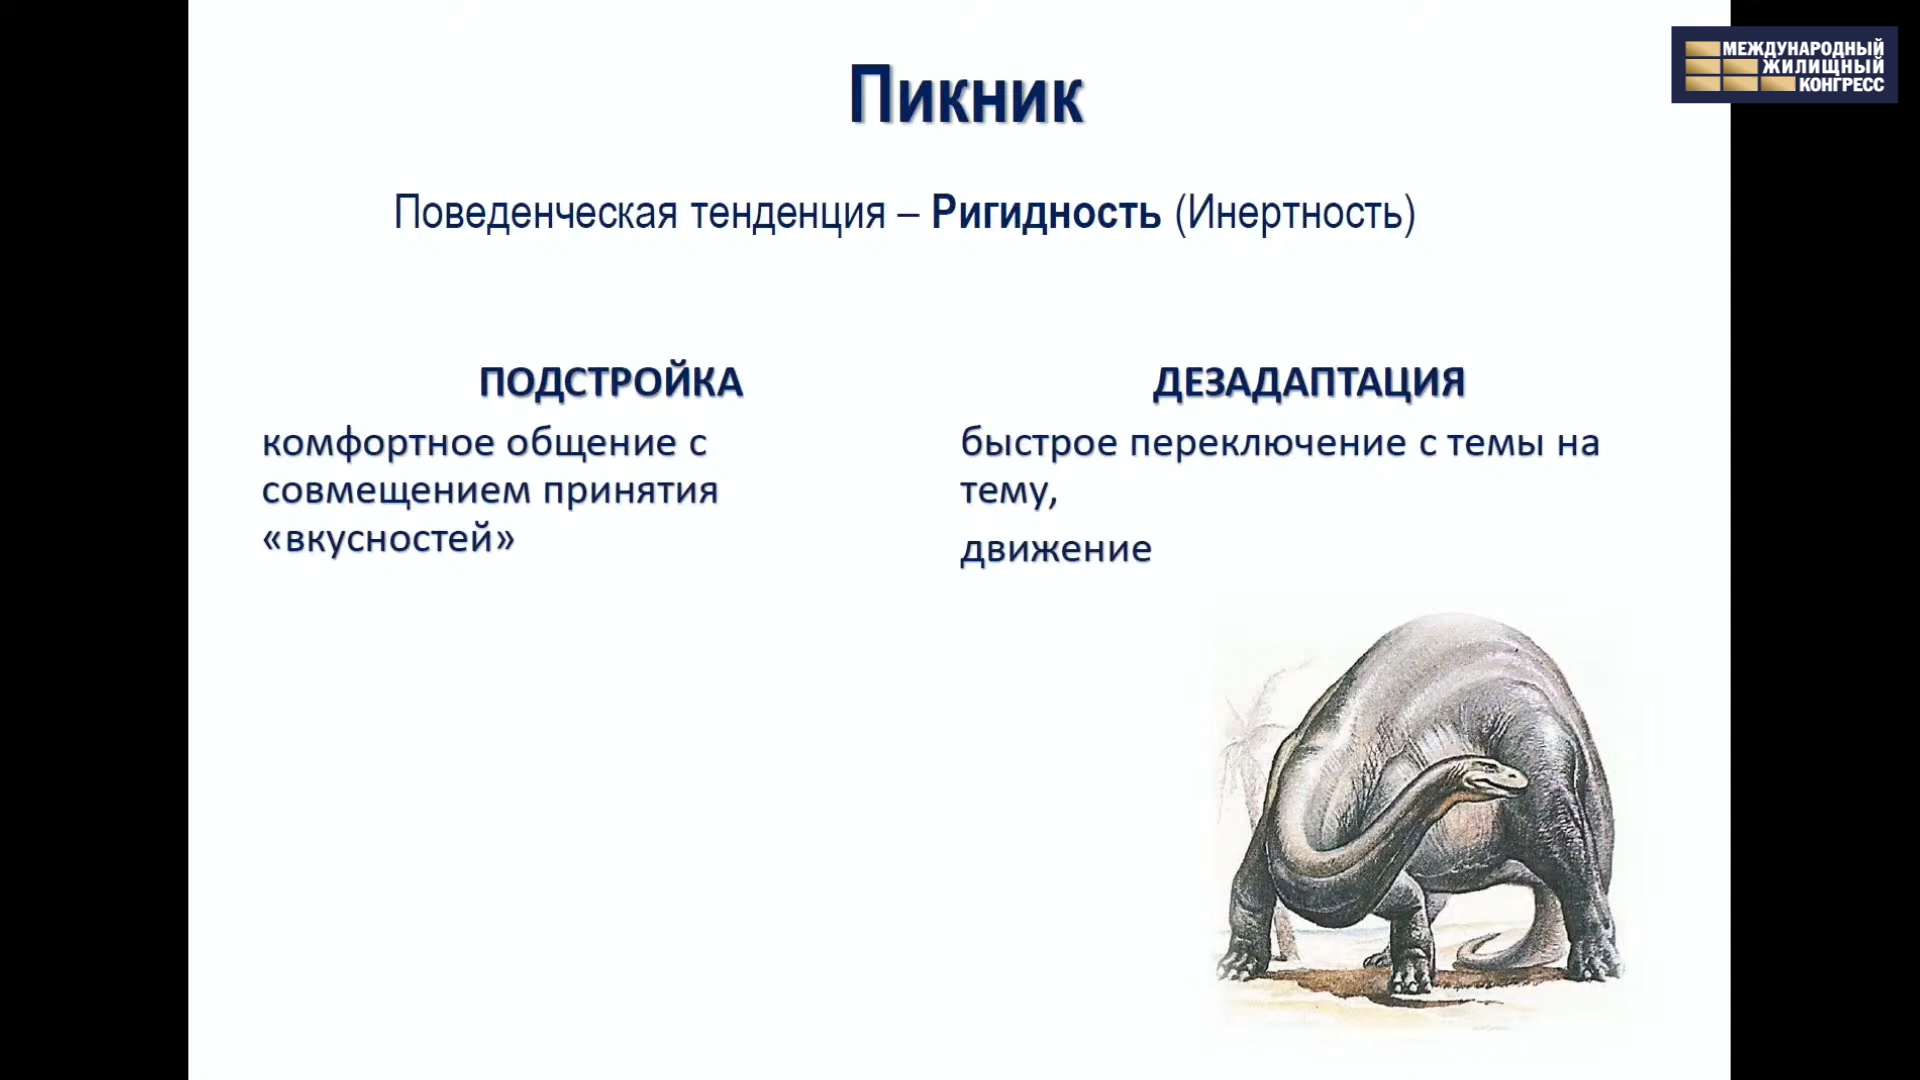 МЕЖДУНАРОДНЫЙ
ЖИЛИЩНЫЙ
КОНГРЕСС
Пикник
Поведенческая тенденция – Ригидность (Инертность)
ПОДСТРОЙКА
комфортное общение с
совмещением принятия
«вкусностей»
ДЕЗАДАПТАЦИЯ
быстрое переключение с темы на
тему,
движение